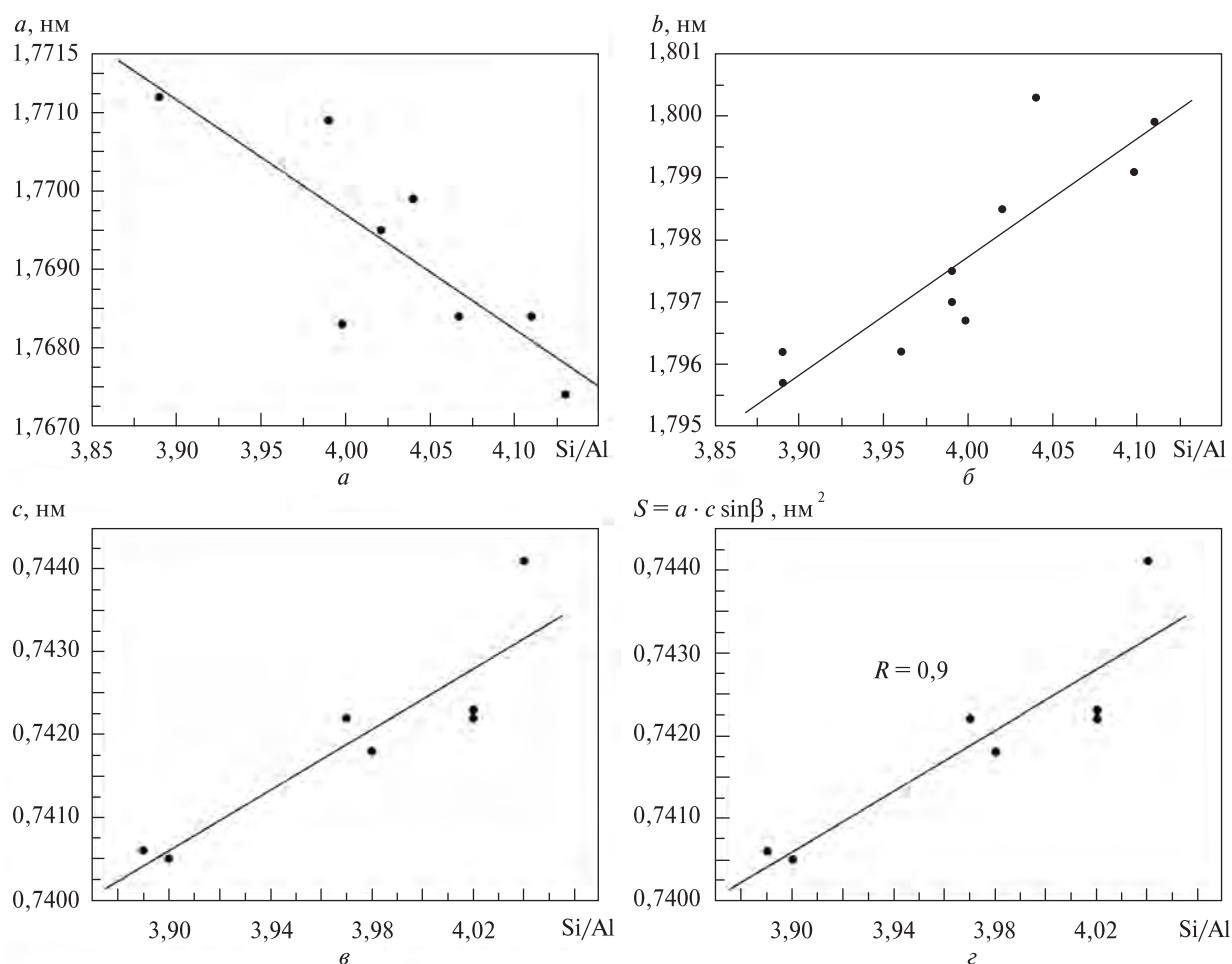 a, нм
1,7715
1,7710
1,7700
1,7690
1,7680
1,7670
3,85 3,90 3,95 4,00 4,05 4,10 Si/Al
а
b, нм
1,801
1,800
1,799
1,798
1,797
1,796
1,795
3,85 3,90 3,95 4,00 4,05 4,10 Si/Al
б
c, нм
0,7440
0,7430
0,7420
0,7410
0,7400
3,90 3,94 3,98 4,02 Si/Al
в
S = a · c sinβ , нм²
0,7440
0,7430
0,7420
0,7410
0,7400
R = 0,9
3,90 3,94 3,98 4,02 Si/Al
г